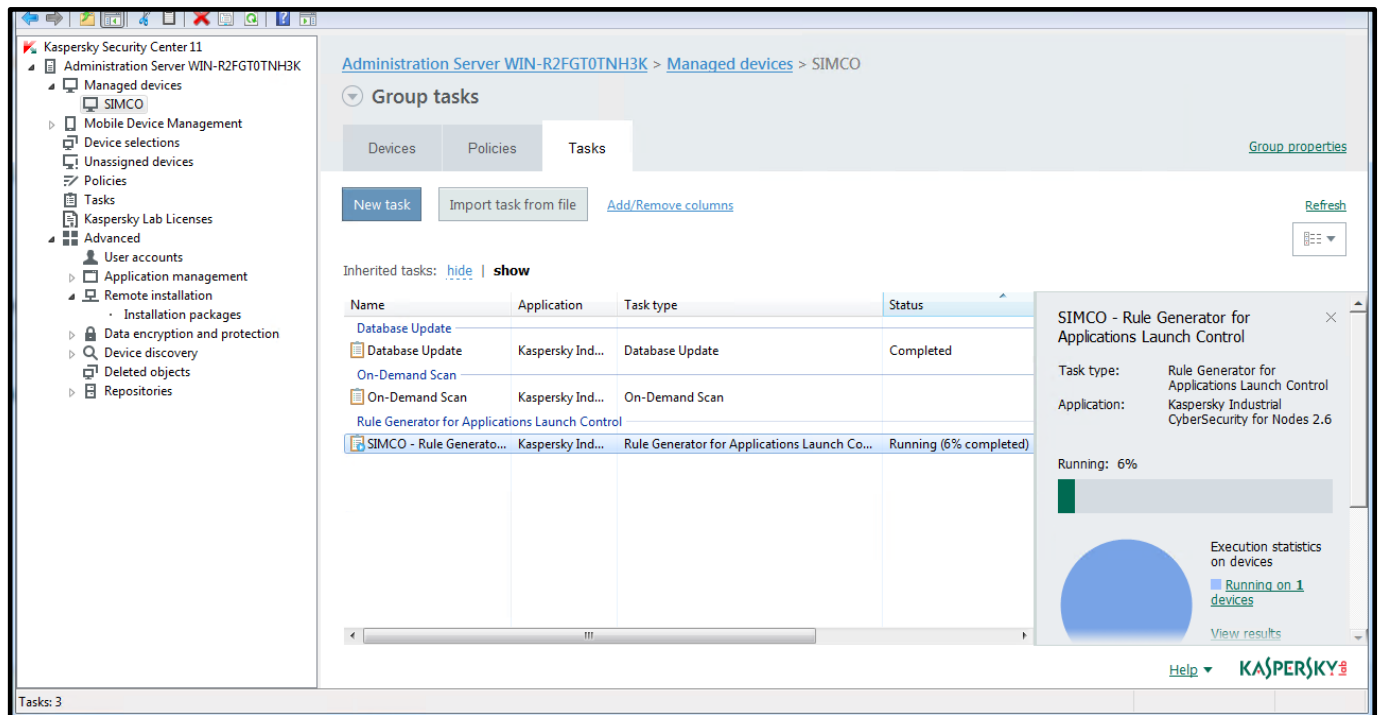 Kaspersky Security Center 11
Administration Server WIN-R2FGT0TNH3K
Managed devices
SIMCO
Mobile Device Management
Device selections
Unassigned devices
Policies
Tasks
Kaspersky Lab Licenses
Advanced
User accounts
Application management
Remote installation
Installation packages
Data encryption and protection
Device discovery
Deleted objects
Repositories
Administration Server WIN-R2FGT0TNH3K > Managed devices > SIMCO
Group tasks
Devices Policies Tasks
Group properties
New task Import task from file Add/Remove columns
Refresh
Inherited tasks: hide | show
Name Application Task type Status
Database Update
Database Update Kaspersky Ind... Database Update Completed
On-Demand Scan
On-Demand Scan Kaspersky Ind... On-Demand Scan
Rule Generator for Applications Launch Control
SIMCO - Rule Generato... Kaspersky Ind... Rule Generator for Applications Launch Co... Running (6% completed)
SIMCO - Rule Generator for
Applications Launch Control
Task type: Rule Generator for
Applications Launch Control
Application: Kaspersky Industrial
CyberSecurity for Nodes 2.6
Running: 6%
Execution statistics
on devices
Running on 1
devices
View results
Help
KASPERSKY lab
Tasks: 3